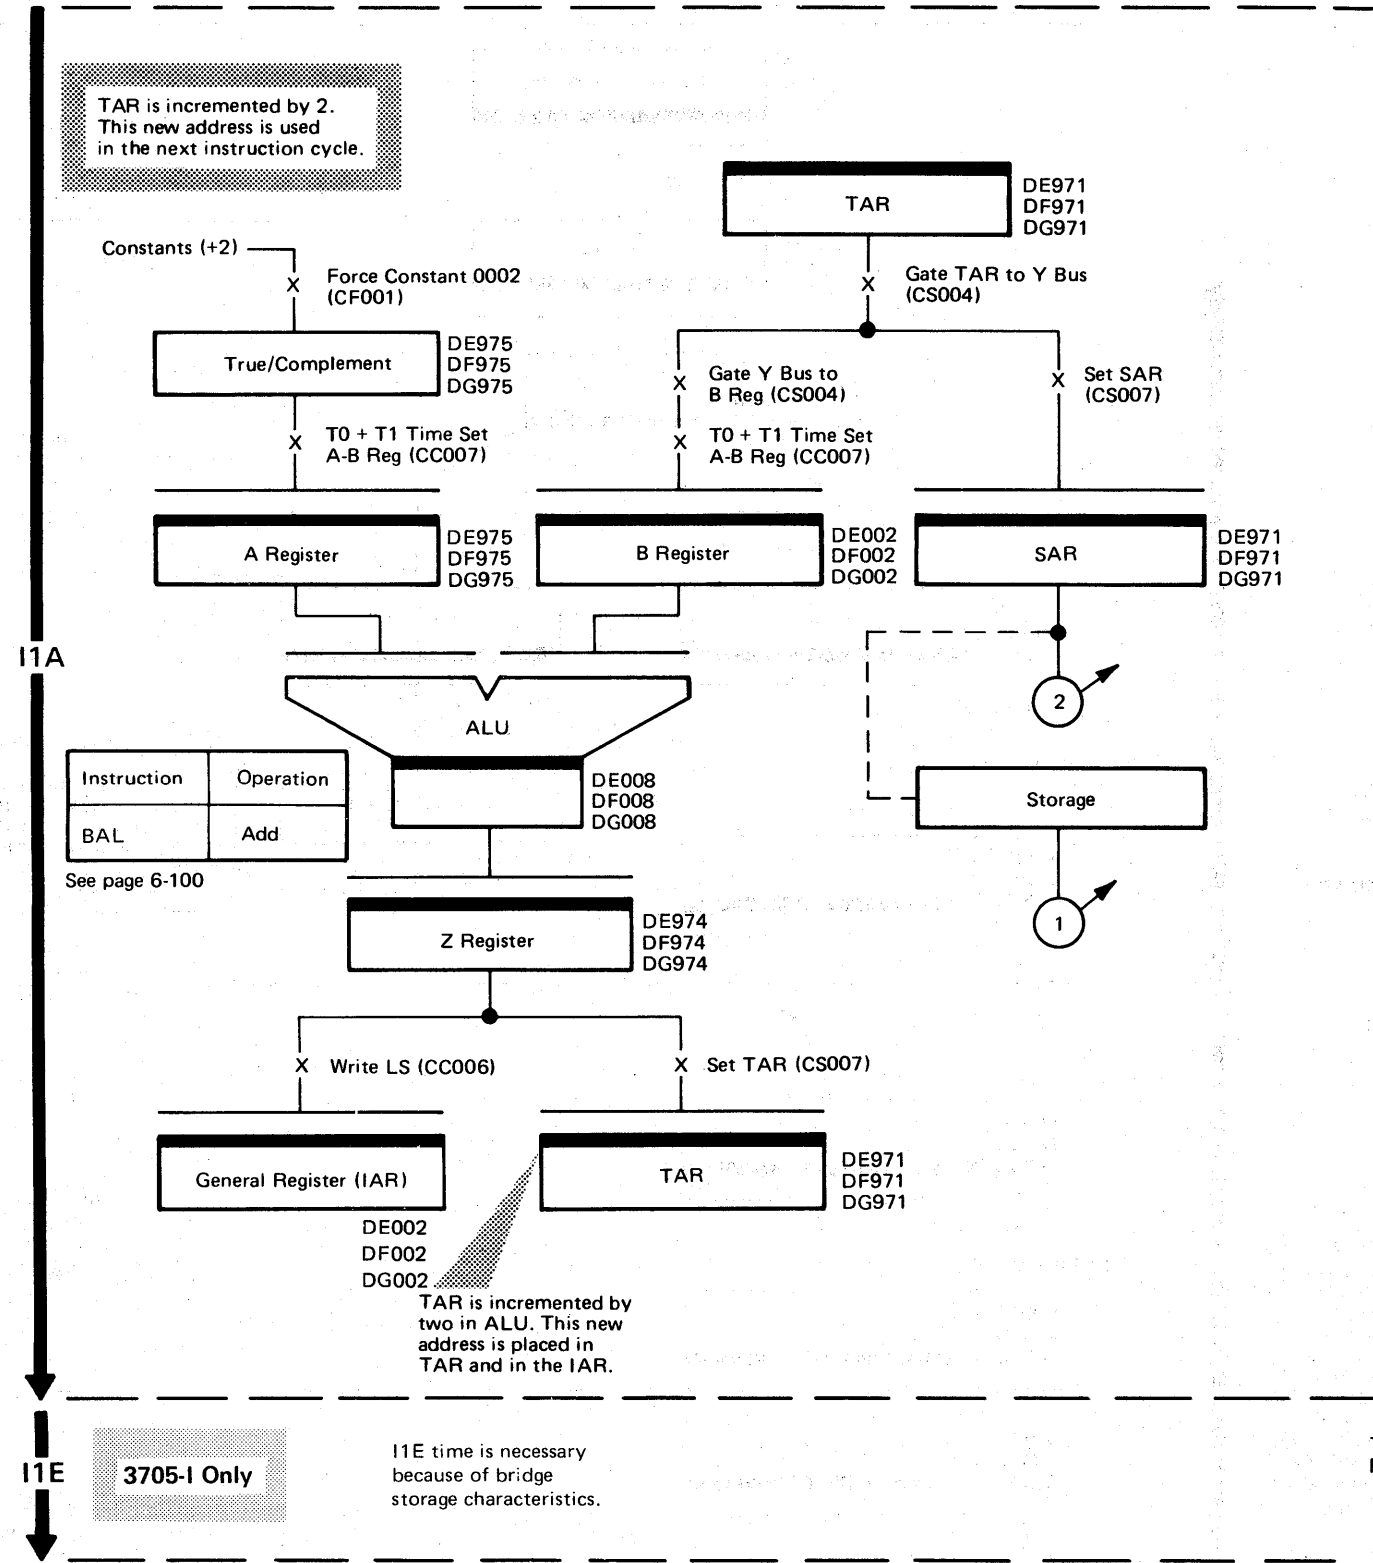 TAR is incremented by 2.
This new address is used
in the next instruction cycle.
TAR
DE971
DF971
DG971
Constants (+2)
Force Constant 0002
(CF001)
Gate TAR to Y Bus
(CS004)
True/Complement
DE975
DF975
DG975
Gate Y Bus to
B Reg (CS004)
Set SAR
(CS007)
T0 + T1 Time Set
A-B Reg (CC007)
T0 + T1 Time Set
A-B Reg (CC007)
A Register
DE975
DF975
DG975
B Register
DE002
DF002
DG002
SAR
DE971
DF971
DG971
I1A
2
ALU
Instruction Operation
BAL Add
See page 6-100
DE008
DF008
DG008
Storage
1
Z Register
DE974
DF974
DG974
Write LS (CC006)
Set TAR (CS007)
General Register (IAR)
DE002
DF002
DG002
TAR
DE971
DF971
DG971
TAR is incremented by
two in ALU. This new
address is placed in
TAR and in the IAR.
I1E
3705-I Only
I1E time is necessary
because of bridge
storage characteristics.